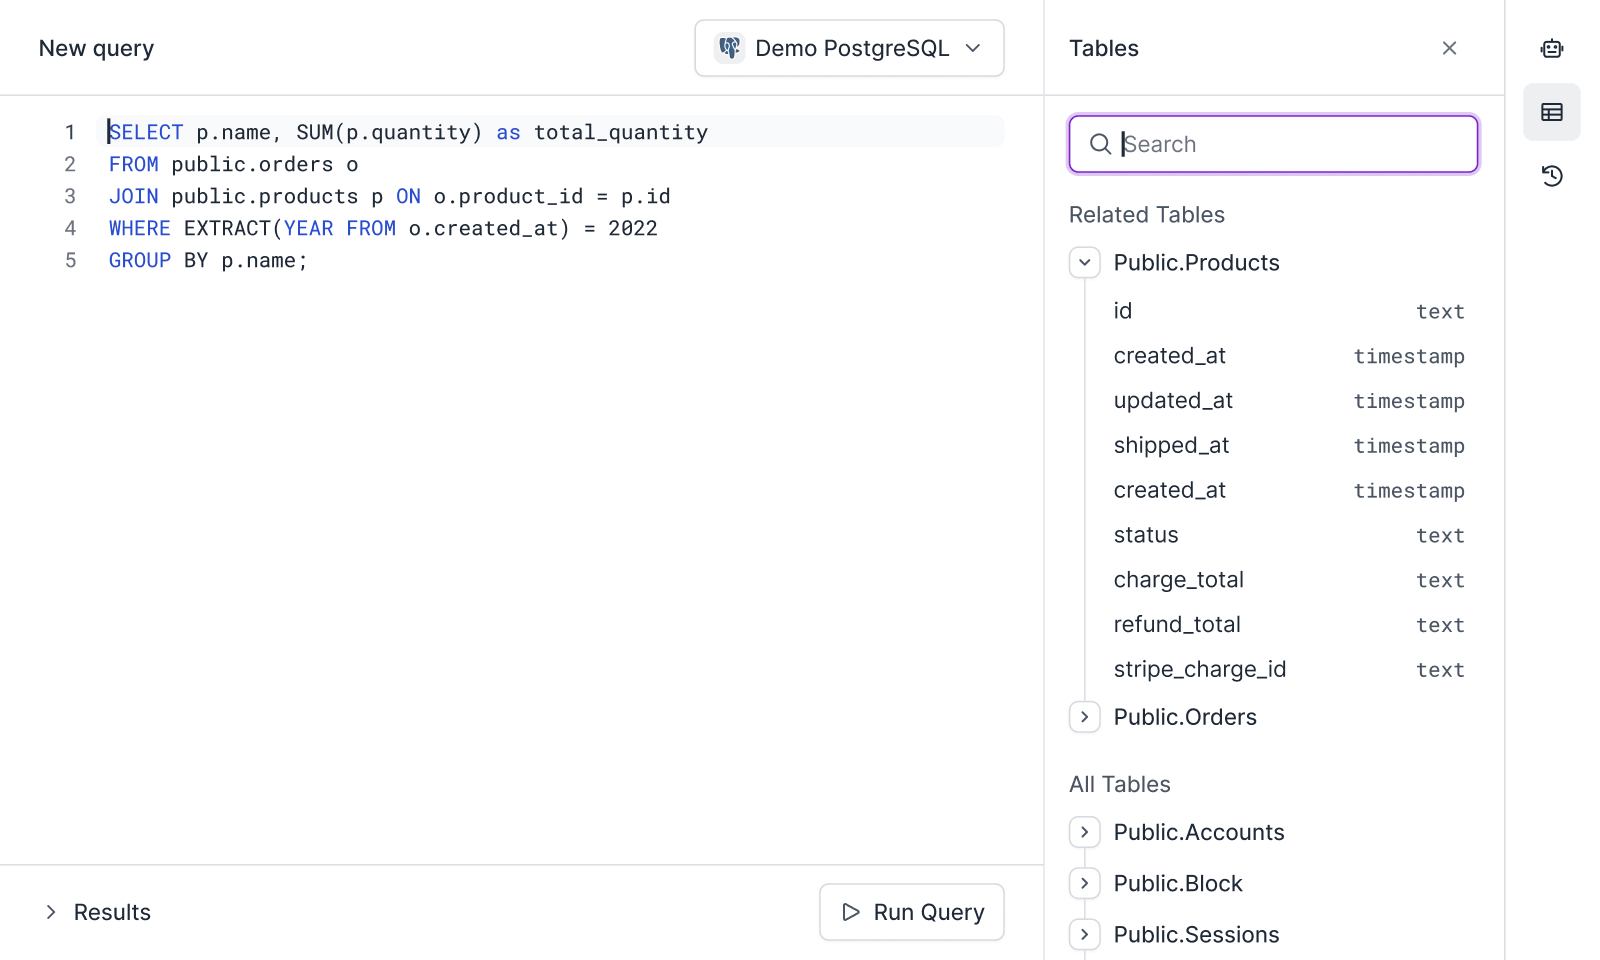 New query
Demo PostgreSQL
1 SELECT p.name, SUM(p.quantity) as total_quantity
2 FROM public.orders o
3 JOIN public.products p ON o.product_id = p.id
4 WHERE EXTRACT(YEAR FROM o.created_at) = 2022
5 GROUP BY p.name;
Results
Run Query
Tables
Search
Related Tables
Public.Products
id text
created_at timestamp
updated_at timestamp
shipped_at timestamp
created_at timestamp
status text
charge_total text
refund_total text
stripe_charge_id text
Public.Orders
All Tables
Public.Accounts
Public.Block
Public.Sessions